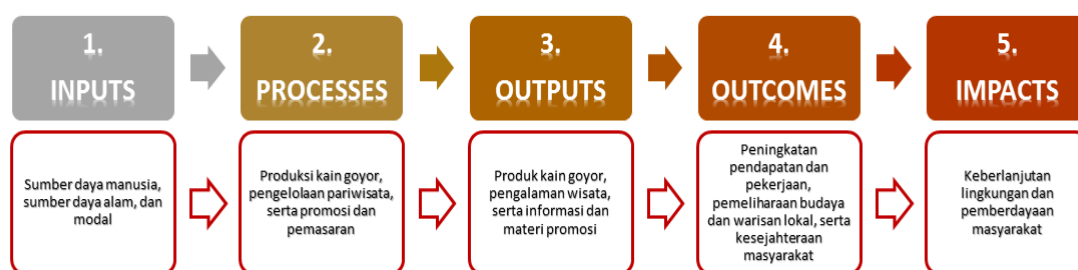 1.
INPUTS
2.
PROCESSES
3.
OUTPUTS
4.
OUTCOMES
5.
IMPACTS
Sumber daya manusia,
sumber daya alam, dan
modal
Produksi kain goyor,
pengelolaan pariwisata,
serta promosi dan
pemasaran
Produk kain goyor,
pengalaman wisata,
serta informasi dan
materi promosi
Peningkatan
pendapatan dan
pekerjaan,
pemeliharaan budaya
dan warisan lokal, serta
kesejahteraan
masyarakat
Keberlanjutan
lingkungan dan
pemberdayaan
masyarakat